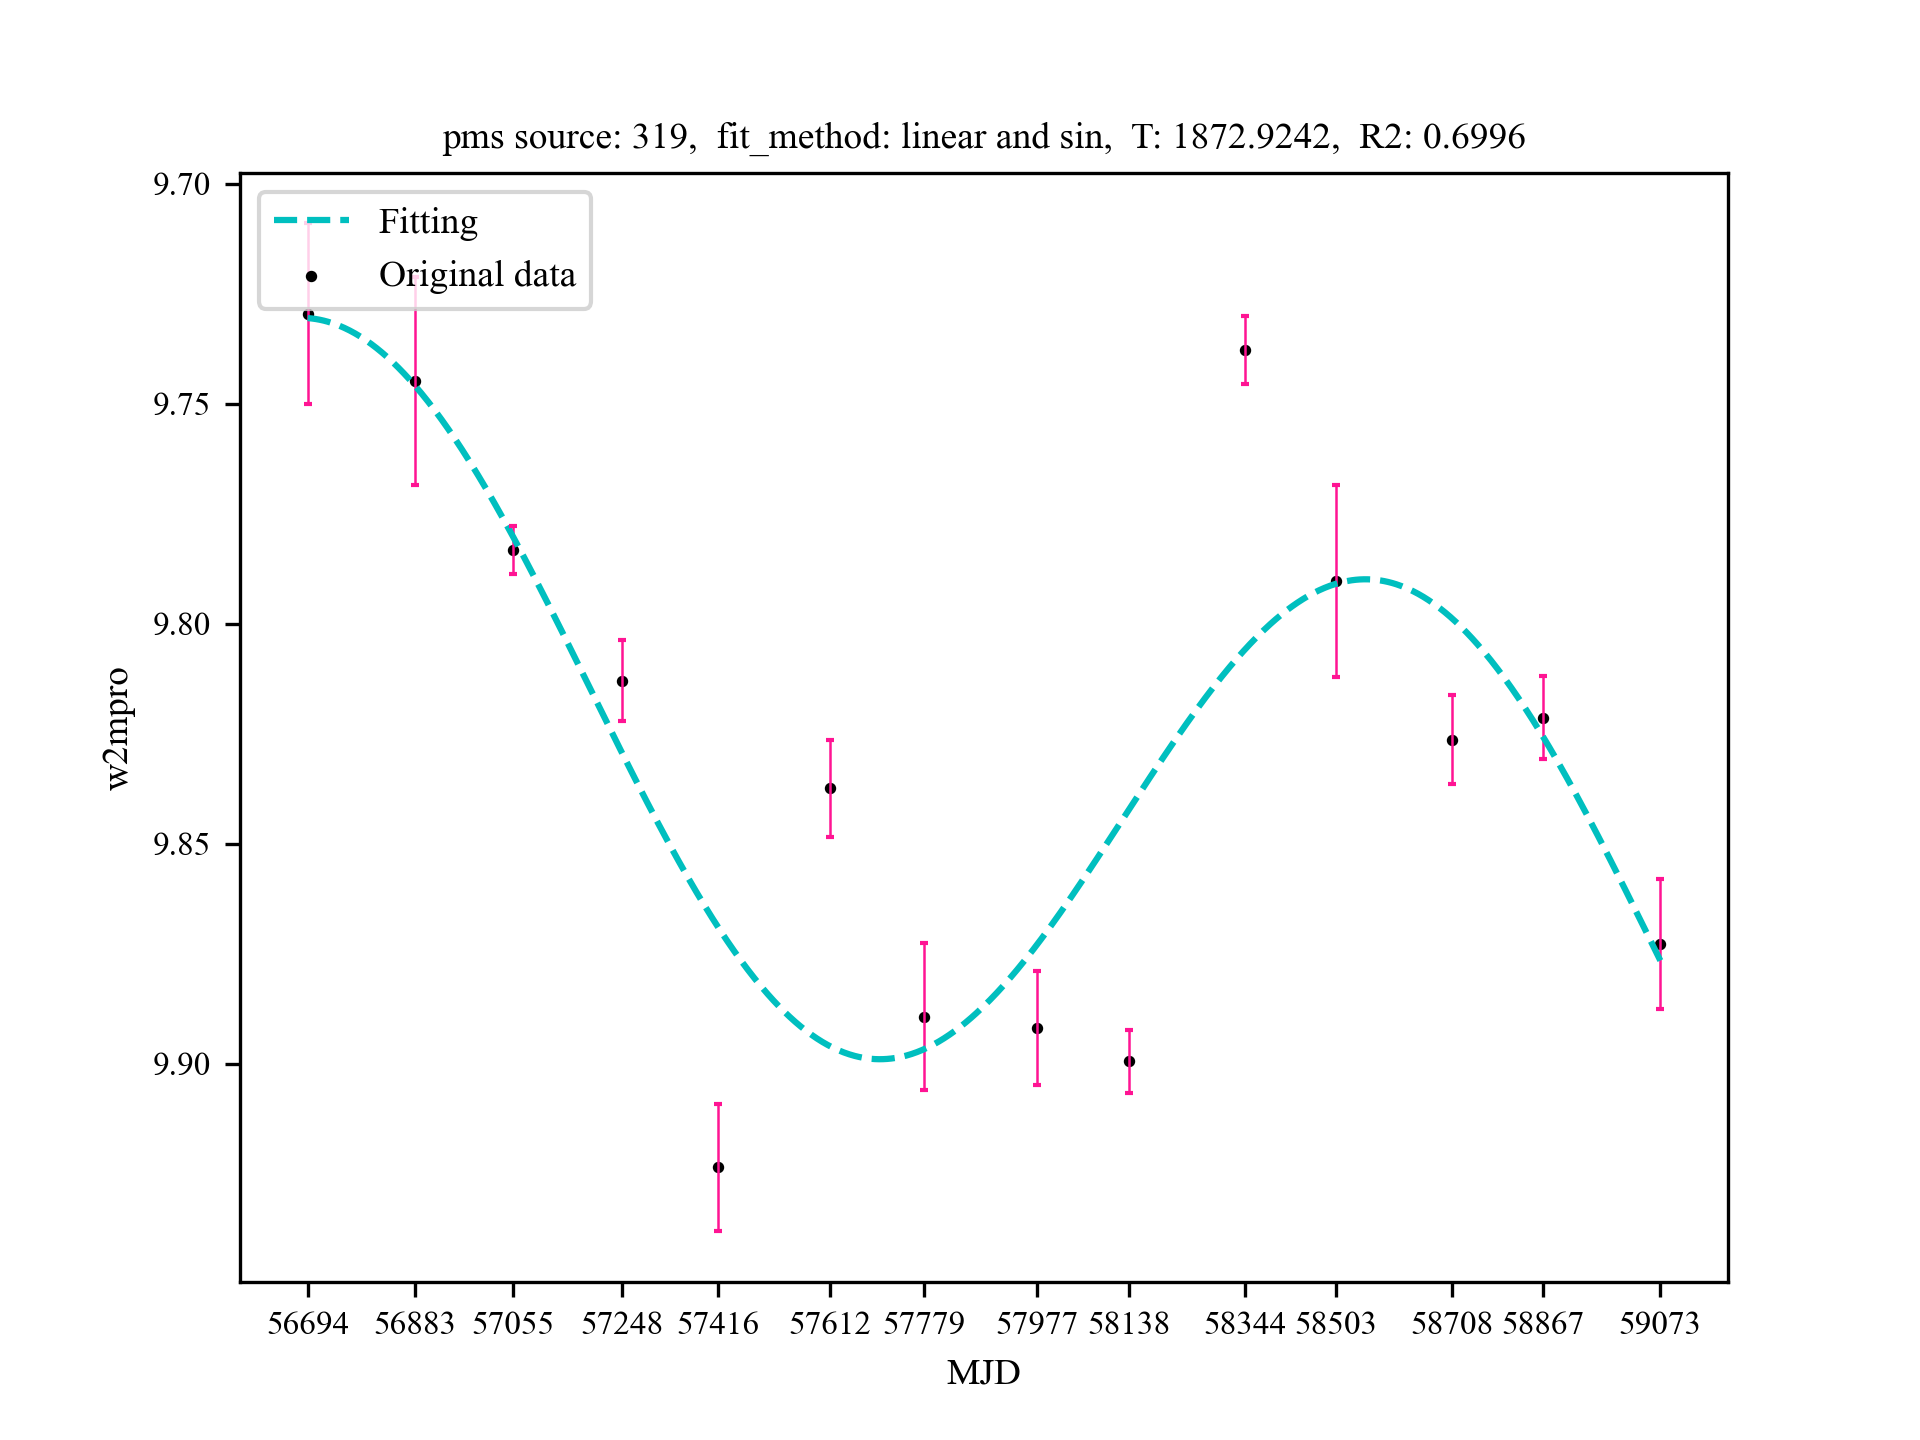 pms source: 319,  fit_method: linear and sin,  T: 1872.9242,  R2: 0.6996
Fitting
Original data
9.70
9.75
9.80
9.85
9.90
w2mpro
56694 56883 57055 57248 57416 57612 57779 57977 58138 58344 58503 58708 58867 59073
MJD